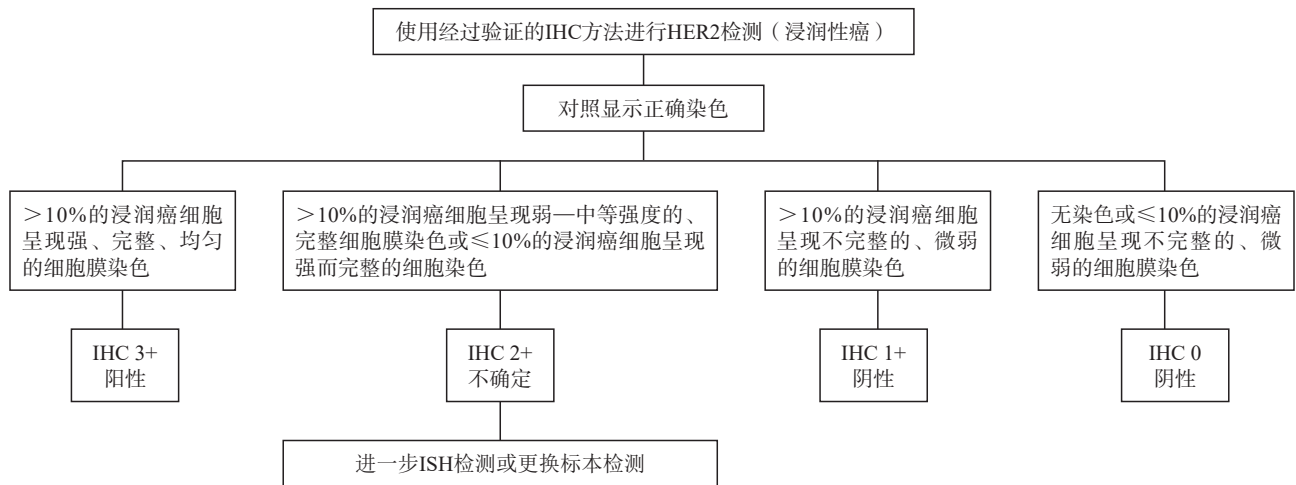 使用经过验证的IHC方法进行HER2检测（浸润性癌）
对照显示正确染色
＞10%的浸润癌细胞
呈现强、完整、均匀
的细胞膜染色
＞10%的浸润癌细胞呈现弱—中等强度的、
完整细胞膜染色或≤10%的浸润癌细胞呈现
强而完整的细胞染色
＞10%的浸润癌细胞
呈现不完整的、微弱
的细胞膜染色
无染色或≤10%的浸润癌
细胞呈现不完整的、微
弱的细胞膜染色
IHC 3+
阳性
IHC 2+
不确定
IHC 1+
阴性
IHC 0
阴性
进一步ISH检测或更换标本检测